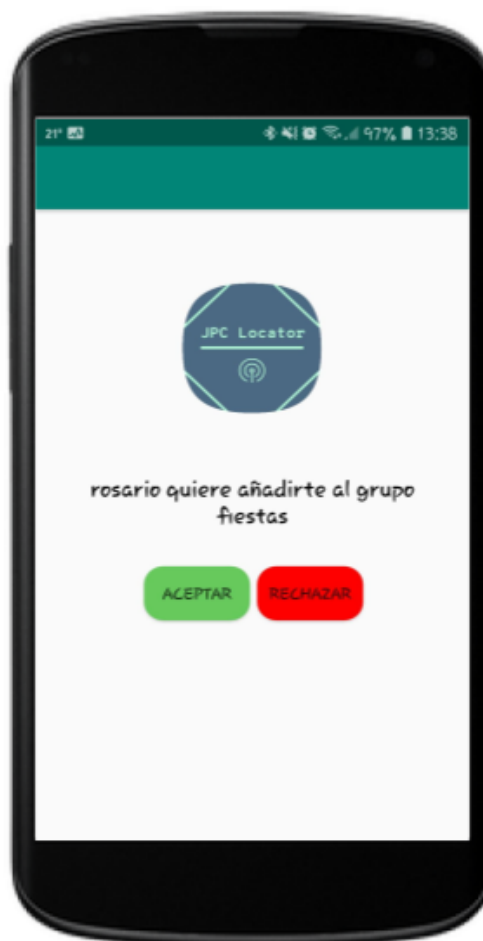 21° 97% 13:38
JPC Locator
rosario quiere añadirte al grupo
fiestas
ACEPTAR RECHAZAR